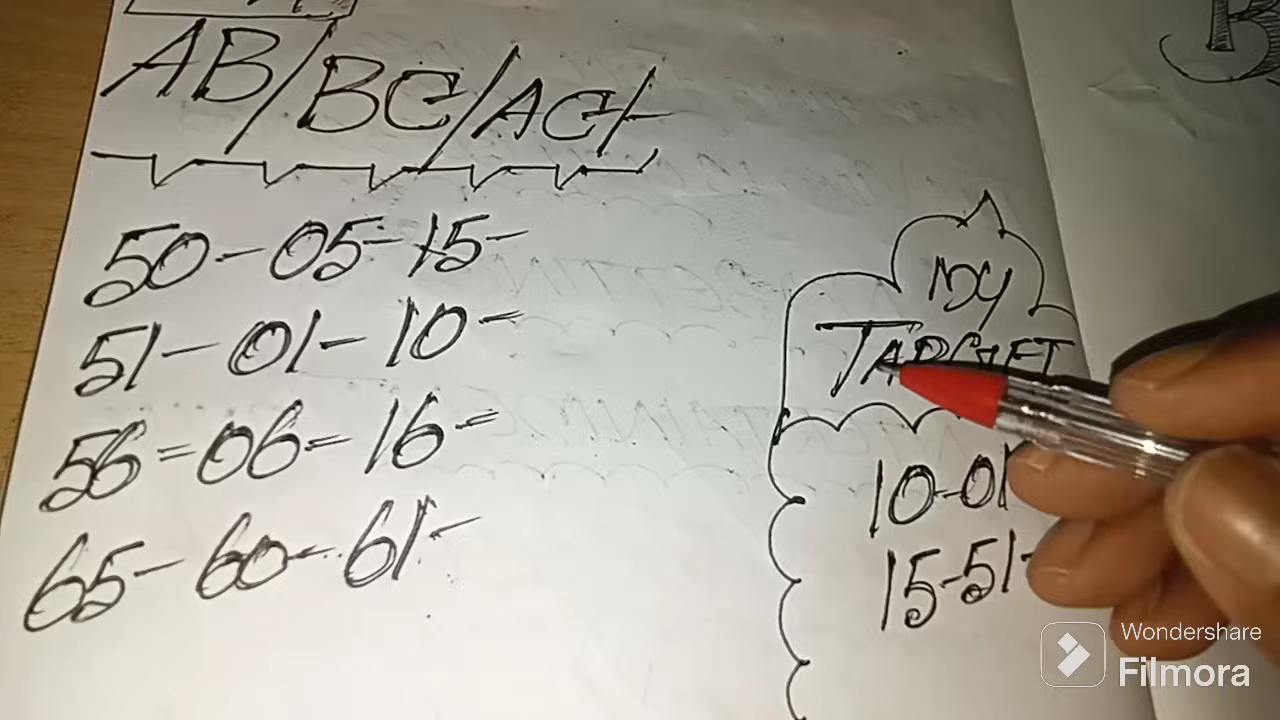 AB/BC/AC/-
50-05-15-
51-01-10-
56=06=16=
65-60=61-
MY
TARGET
10-01
15-51-
B
Wondershare
Filmora